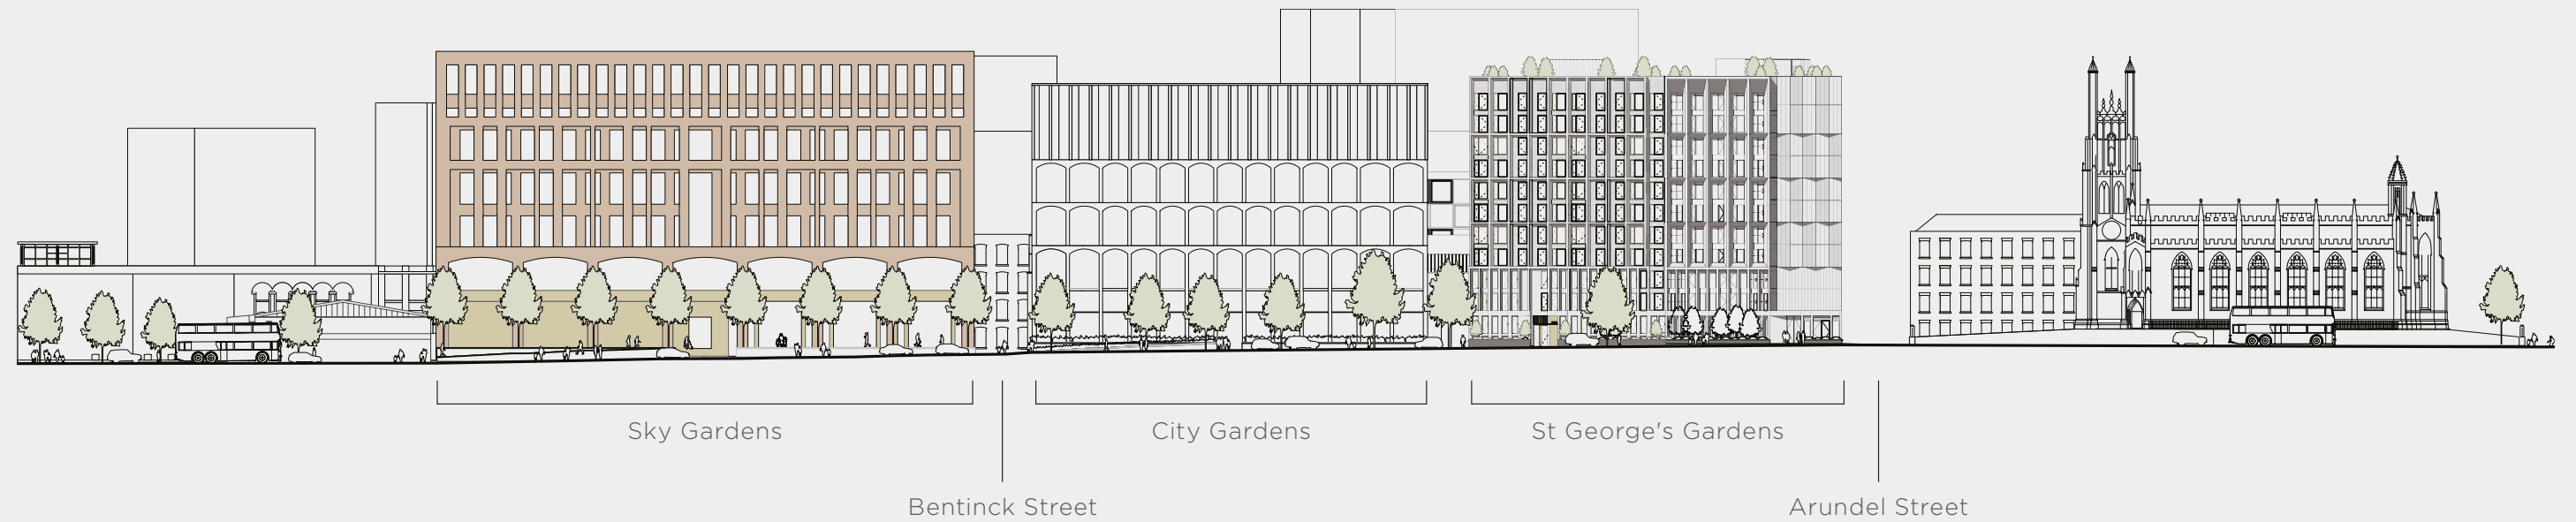 Sky Gardens
City Gardens
St George's Gardens
Bentinck Street
Arundel Street